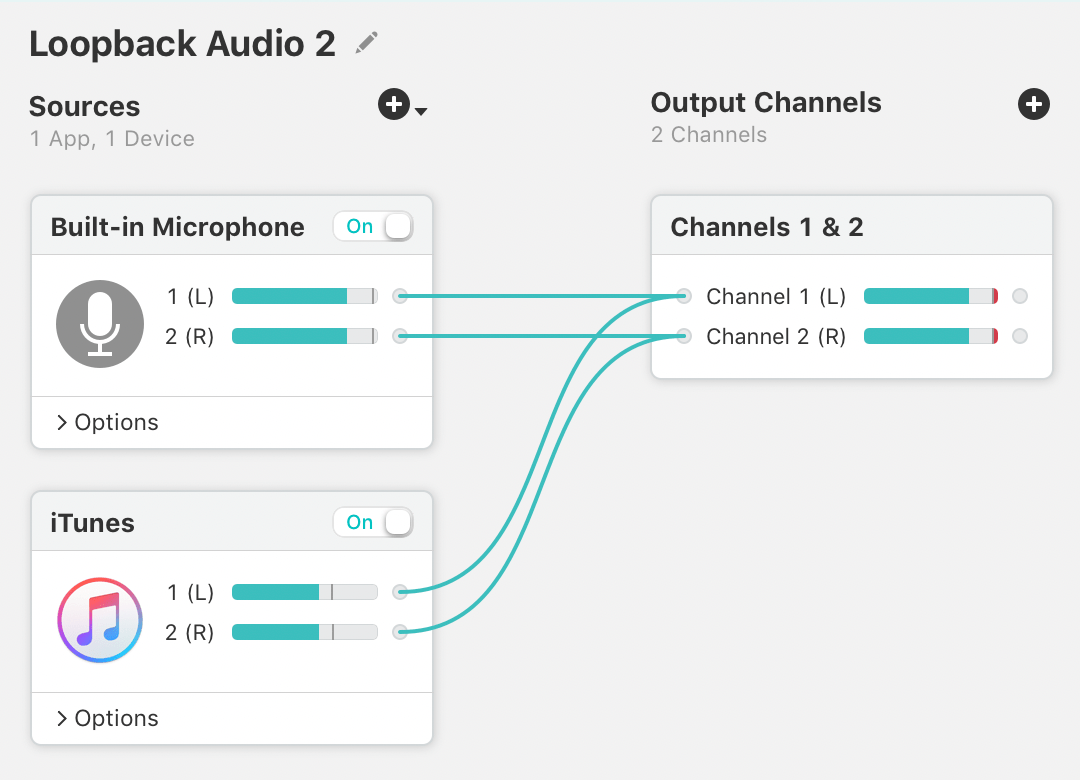 Loopback Audio 2
Sources
1 App, 1 Device
Output Channels
2 Channels
Built-in Microphone
On
1 (L)
2 (R)
Options
Channels 1 & 2
Channel 1 (L)
Channel 2 (R)
iTunes
On
1 (L)
2 (R)
Options